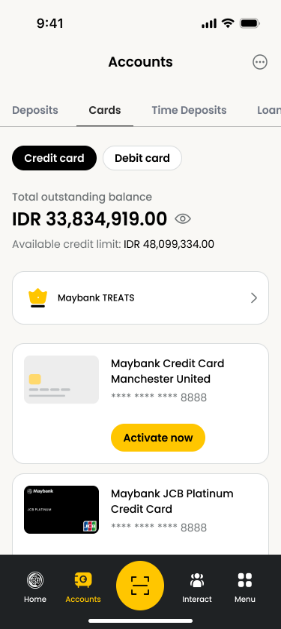 9:41
Accounts
Deposits Cards Time Deposits Loan
Credit card Debit card
Total outstanding balance
IDR 33,834,919.00
Available credit limit: IDR 48,099,334.00
Maybank TREATS
Maybank Credit Card
Manchester United
**** **** **** 8888
Activate now
Maybank
JCB PLATINUM
JCB
Maybank JCB Platinum
Credit Card
**** **** **** 8888
Home Accounts Interact Menu